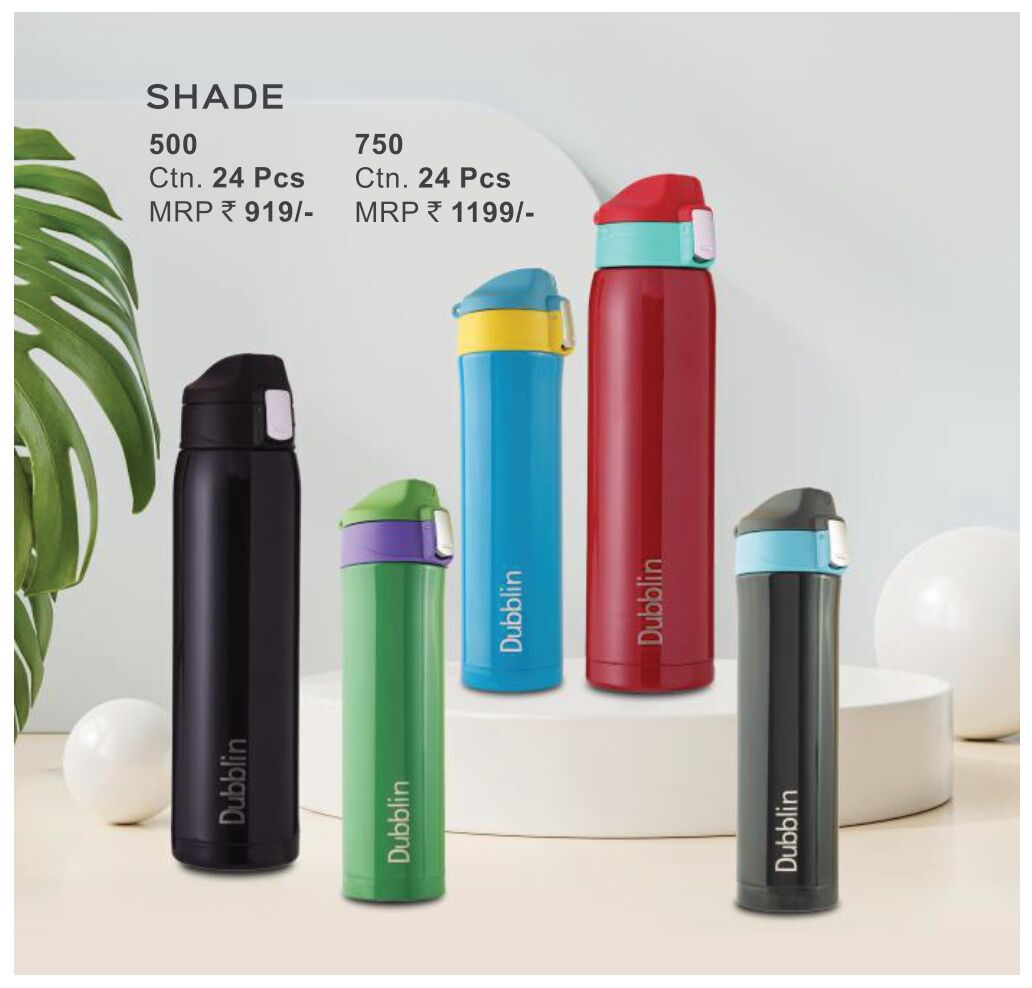 SHADE
500
Ctn. 24 Pcs
MRP ₹ 919/-
750
Ctn. 24 Pcs
MRP ₹ 1199/-
Dubblin
Dubblin
Dubblin
Dubblin
Dubblin